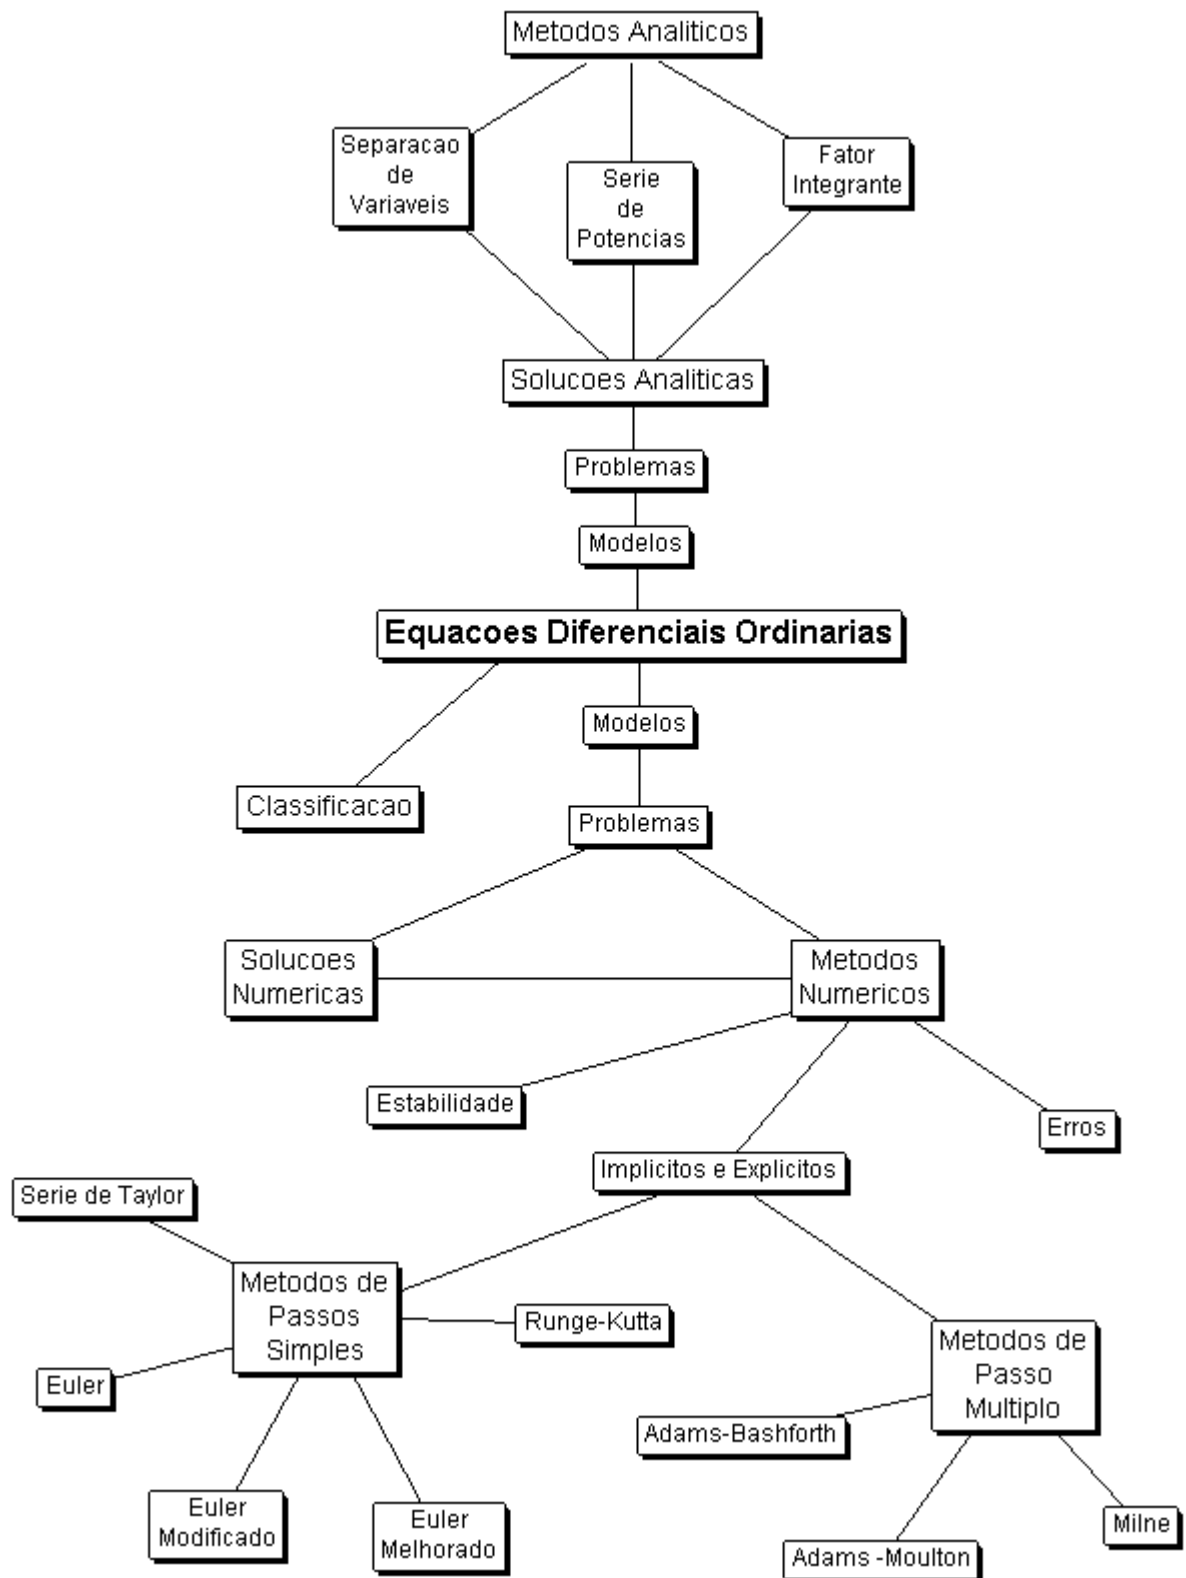 Metodos Analiticos
Separacao
de
Variaveis
Serie
de
Potencias
Fator
Integrante
Solucoes Analiticas
Problemas
Modelos
Equacoes Diferenciais Ordinarias
Modelos
Classificacao
Problemas
Solucoes
Numericas
Metodos
Numericos
Estabilidade
Erros
Implicitos e Explicitos
Serie de Taylor
Metodos de
Passos
Simples
Runge-Kutta
Euler
Euler
Modificado
Euler
Melhorado
Metodos de
Passo
Multiplo
Adams-Bashforth
Milne
Adams -Moulton